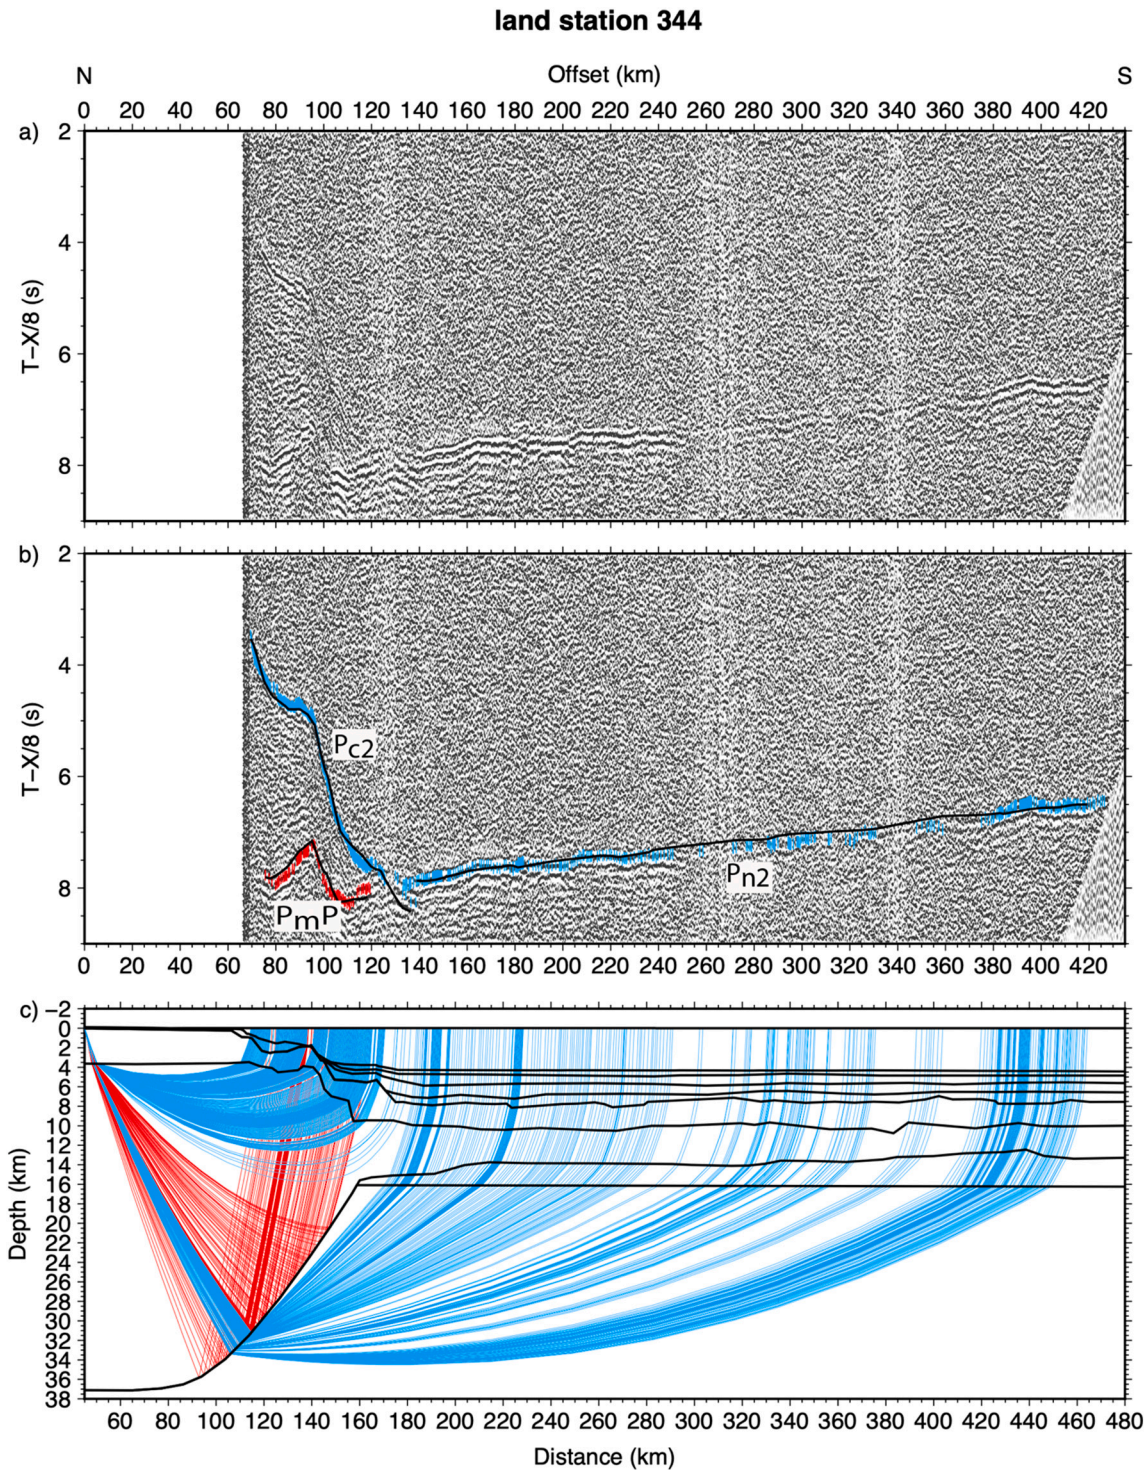 land station 344
N Offset (km) S
0 20 40 60 80 100 120 140 160 180 200 220 240 260 280 300 320 340 360 380 400 420
a)
T−X/8 (s)
2
4
6
8
b)
T−X/8 (s)
2
4
6
8
Pc2
Pn2
PmP
0 20 40 60 80 100 120 140 160 180 200 220 240 260 280 300 320 340 360 380 400 420
c)
Depth (km)
−2
0
2
4
6
8
10
12
14
16
18
20
22
24
26
28
30
32
34
36
38
60 80 100 120 140 160 180 200 220 240 260 280 300 320 340 360 380 400 420 440 460 480
Distance (km)